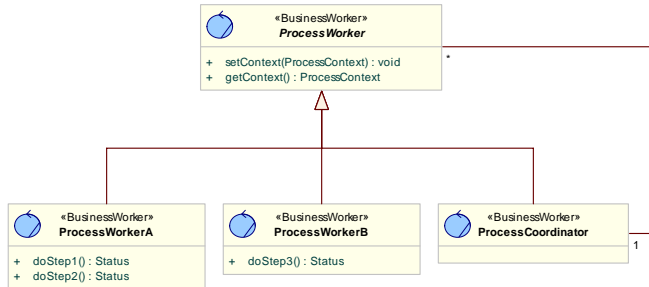 «BusinessWorker»
ProcessWorker
+ setContext(ProcessContext) : void
+ getContext() : ProcessContext
*
«BusinessWorker»
ProcessWorkerA
+ doStep1() : Status
+ doStep2() : Status
«BusinessWorker»
ProcessWorkerB
+ doStep3() : Status
«BusinessWorker»
ProcessCoordinator
1